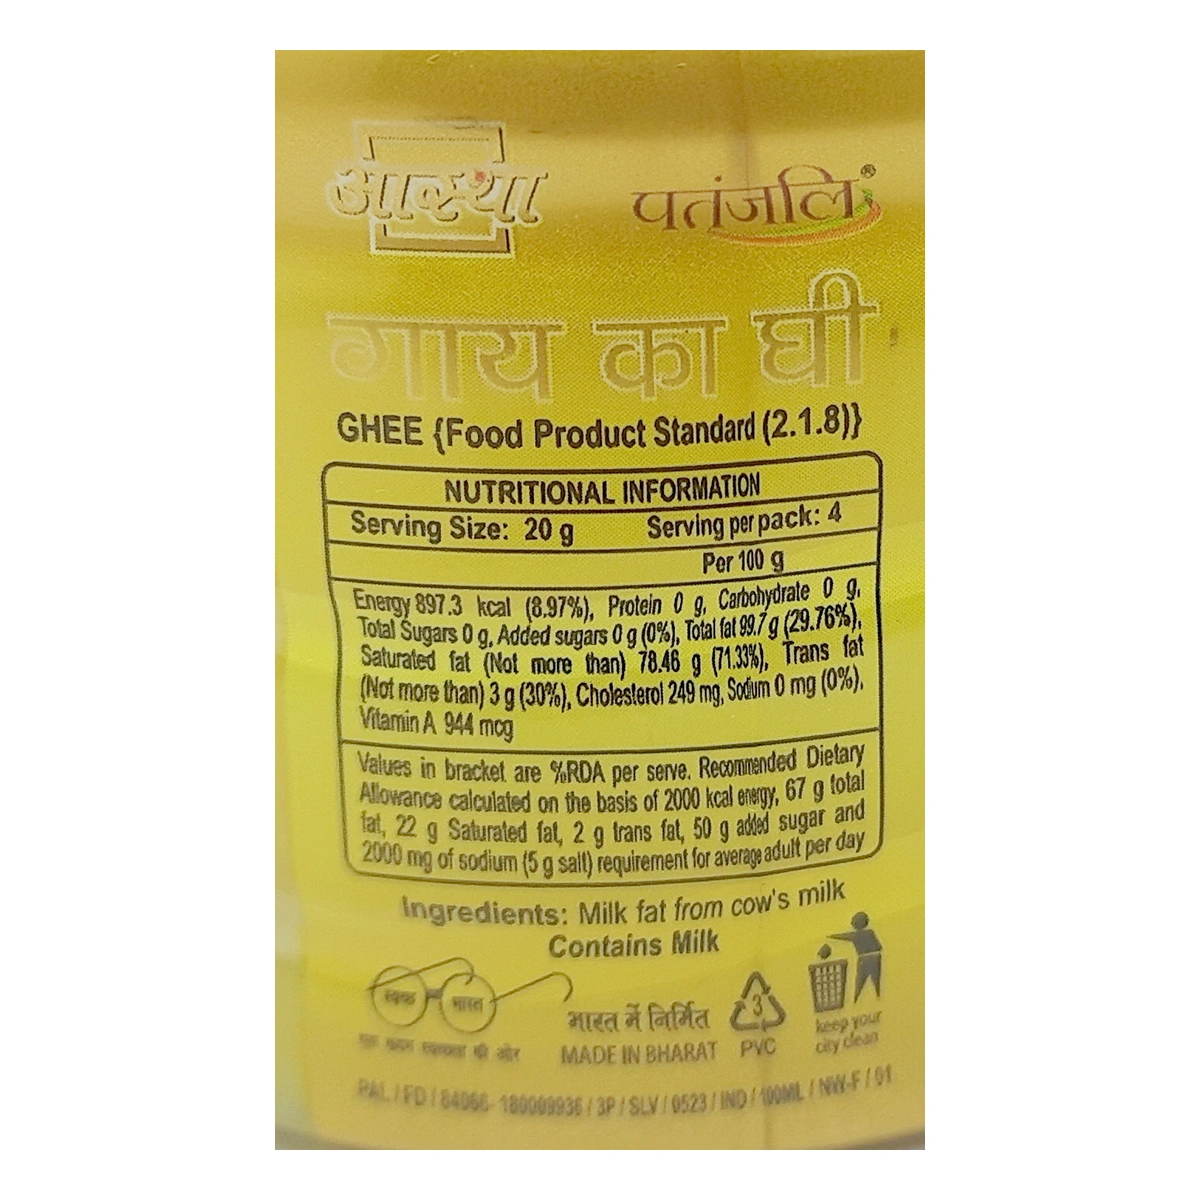 आस्था पतंजलि®
गाय का घी
GHEE {Food Product Standard (2.1.8)}
NUTRITIONAL INFORMATION
Serving Size: 20 g Serving per pack: 4
Per 100 g
Energy 897.3 kcal (8.97%), Protein 0 g, Carbohydrate 0 g,
Total Sugars 0 g, Added sugars 0 g (0%), Total fat 99.7 g (29.76%),
Saturated fat (Not more than) 78.46 g (71.33%), Trans fat
(Not more than) 3 g (30%), Cholesterol 249 mg, Sodium 0 mg (0%),
Vitamin A 944 mcg
Values in bracket are %RDA per serve. Recommended Dietary
Allowance calculated on the basis of 2000 kcal energy, 67 g total
fat, 22 g Saturated fat, 2 g trans fat, 50 g added sugar and
2000 mg of sodium (5 g salt) requirement for average adult per day
Ingredients: Milk fat from cow's milk
Contains Milk
स्वच्छ भारत
एक कदम स्वच्छता की ओर
भारत में निर्मित
MADE IN BHARAT
3
PVC
keep your
city clean
PAL / FD / 84066- 180009936 / 3P / SLV / 0523 / IND / 100ML / NW-F / 01